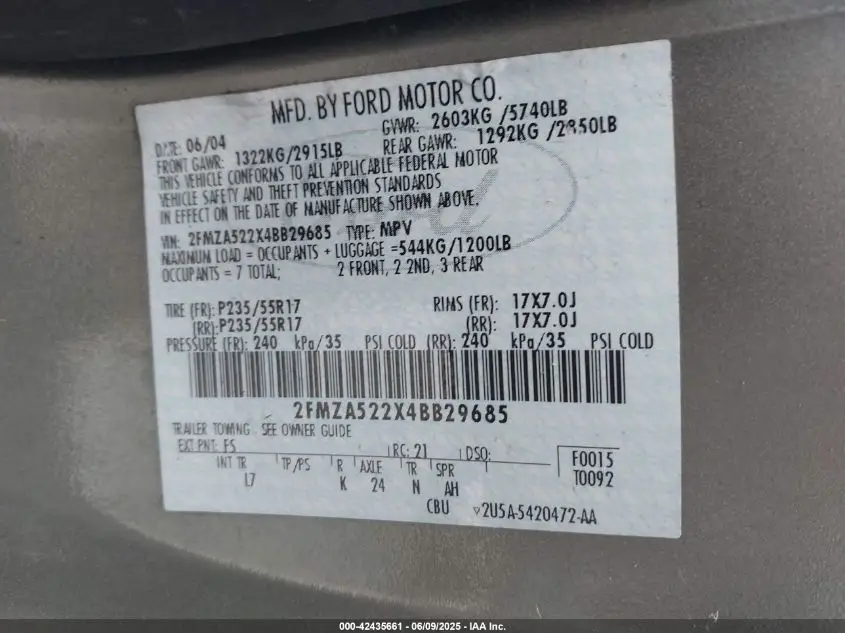 MFD. BY FORD MOTOR CO.
DATE: 06/04 GVWR: 2603KG /5740LB
FRONT GAWR: 1322KG/2915LB REAR GAWR: 1292KG /2850LB
THIS VEHICLE CONFORMS TO ALL APPLICABLE FEDERAL MOTOR
VEHICLE SAFETY AND THEFT PREVENTION STANDARDS
IN EFFECT ON THE DATE OF MANUFACTURE SHOWN ABOVE.
VIN: 2FMZA522X4BB29685 TYPE: MPV
MAXIMUM LOAD = OCCUPANTS + LUGGAGE =544KG/1200LB
OCCUPANTS = 7 TOTAL; 2 FRONT, 2 2ND, 3 REAR
TIRE (FR): P235/55R17 RIMS (FR): 17X7.0J
(RR): P235/55R17 (RR): 17X7.0J
PRESSURE (FR): 240 kPa/35 PSI COLD (RR): 240 kPa/35 PSI COLD
2FMZA522X4BB29685
TRAILER TOWING - SEE OWNER GUIDE
EXT PNT: FS RC: 21 DSO: F0015
INT TR TP/PS R AXLE TR SPR T0092
L7 K 24 N AH
CBU ▽2U5A-5420472-AA
000-42435661 - 06/09/2025 - IAA Inc.